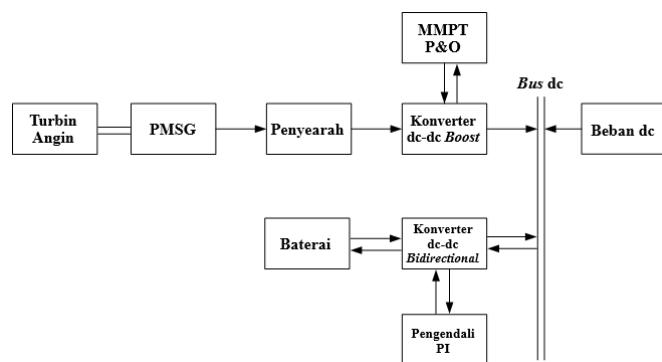 MMPT
P&O
Bus dc
Turbin
Angin
PMSG
Penyearah
Konverter
dc-dc Boost
Beban dc
Baterai
Konverter
dc-dc
Bidirectional
Pengendali
PI